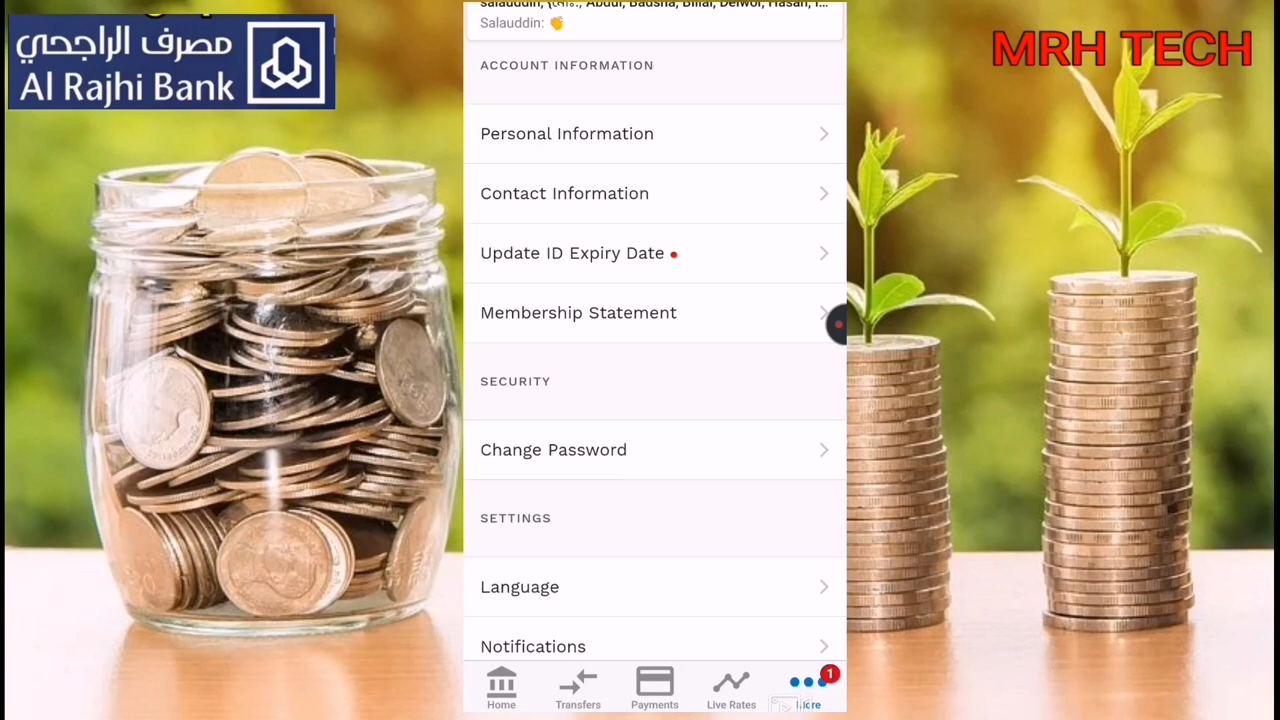 مصرف الراجحي
Al Rajhi Bank
MRH TECH
Salauddin: 👏
ACCOUNT INFORMATION
Personal Information
Contact Information
Update ID Expiry Date
Membership Statement
SECURITY
Change Password
SETTINGS
Language
Notifications
Home
Transfers
Payments
Live Rates
More
1